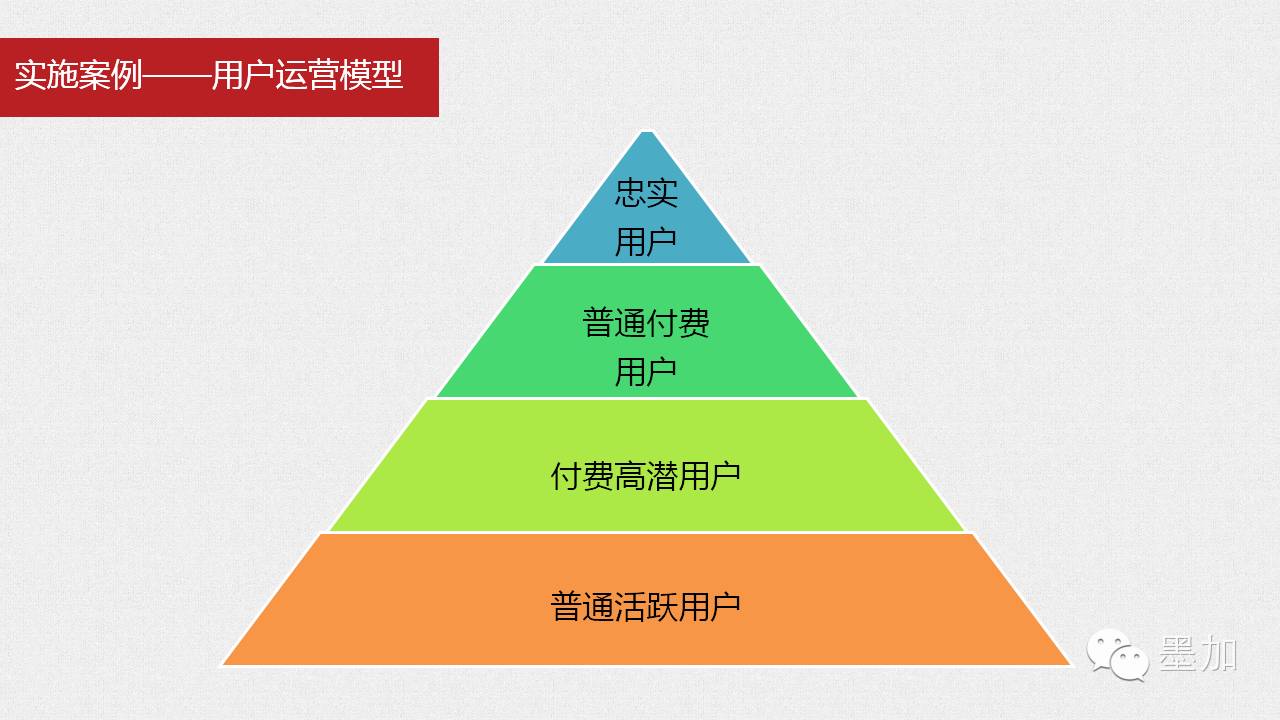 实施案例——用户运营模型
忠实
用户
普通付费
用户
付费高潜用户
普通活跃用户
墨加